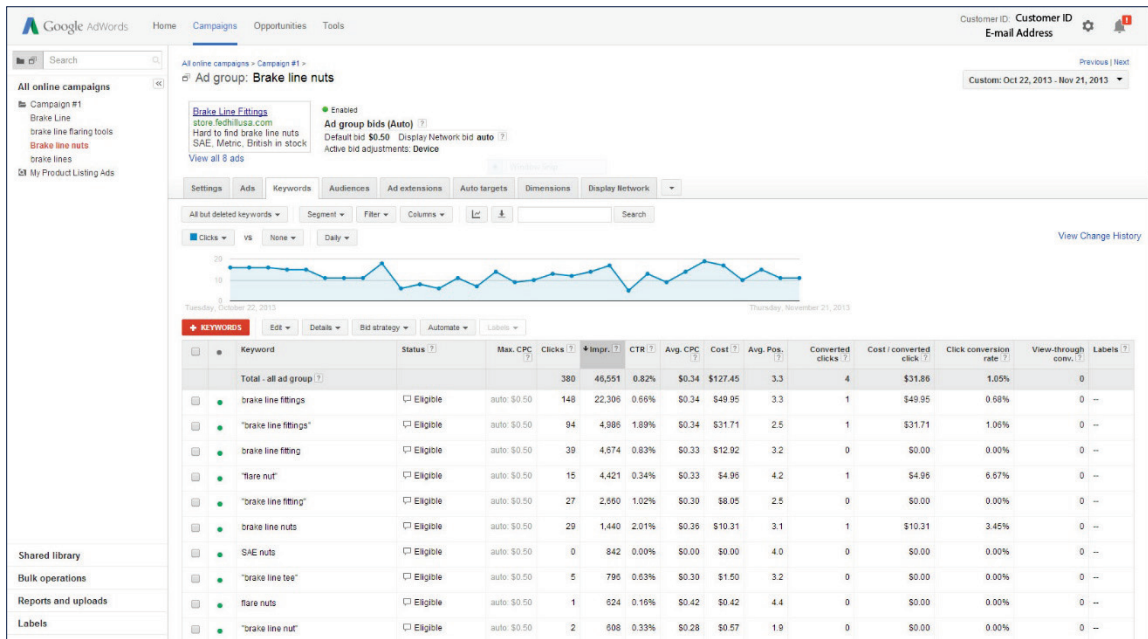 Google AdWords Home Campaigns Opportunities Tools Customer ID: Customer ID
E-mail Address
Search
All online campaigns
Campaign #1
Brake Line
brake line flaring tools
Brake line nuts
brake lines
My Product Listing Ads
Shared library
Bulk operations
Reports and uploads
Labels
All online campaigns > Campaign #1 >
Previous | Next
Ad group: Brake line nuts
Custom: Oct 22, 2013 - Nov 21, 2013
Brake Line Fittings
store.fedhillusa.com
Hard to find brake line nuts
SAE, Metric, British in stock
View all 8 ads
Enabled
Ad group bids (Auto) ?
Default bid $0.50 Display Network bid auto ?
Active bid adjustments: Device
Settings Ads Keywords Audiences Ad extensions Auto targets Dimensions Display Network
All but deleted keywords Segment Filter Columns Search
Clicks vs None Daily
View Change History
20
10
0
Tuesday, October 22, 2013 Thursday, November 21, 2013
+ KEYWORDS Edit Details Bid strategy Automate Labels
Keyword Status ? Max. CPC ? Clicks ? Impr. ? CTR ? Avg. CPC ? Cost ? Avg. Pos. ? Converted clicks ? Cost / converted click ? Click conversion rate ? View-through conv. ? Labels ?
Total - all ad group ? 380 46,551 0.82% $0.34 $127.45 3.3 4 $31.86 1.05% 0
brake line fittings Eligible auto: $0.50 148 22,306 0.66% $0.34 $49.95 3.3 1 $49.95 0.68% 0 --
"brake line fittings" Eligible auto: $0.50 94 4,986 1.89% $0.34 $31.71 2.5 1 $31.71 1.06% 0 --
brake line fitting Eligible auto: $0.50 39 4,674 0.83% $0.33 $12.92 3.2 0 $0.00 0.00% 0 --
"flare nut" Eligible auto: $0.50 15 4,421 0.34% $0.33 $4.96 4.2 1 $4.96 6.67% 0 --
"brake line fitting" Eligible auto: $0.50 27 2,660 1.02% $0.30 $8.05 2.5 0 $0.00 0.00% 0 --
brake line nuts Eligible auto: $0.50 29 1,440 2.01% $0.36 $10.31 3.1 1 $10.31 3.45% 0 --
SAE nuts Eligible auto: $0.50 0 842 0.00% $0.00 $0.00 4.0 0 $0.00 0.00% 0 --
"brake line tee" Eligible auto: $0.50 5 796 0.63% $0.30 $1.50 3.2 0 $0.00 0.00% 0 --
flare nuts Eligible auto: $0.50 1 624 0.16% $0.42 $0.42 4.4 0 $0.00 0.00% 0 --
"brake line nut" Eligible auto: $0.50 2 608 0.33% $0.28 $0.57 1.9 0 $0.00 0.00% 0 --